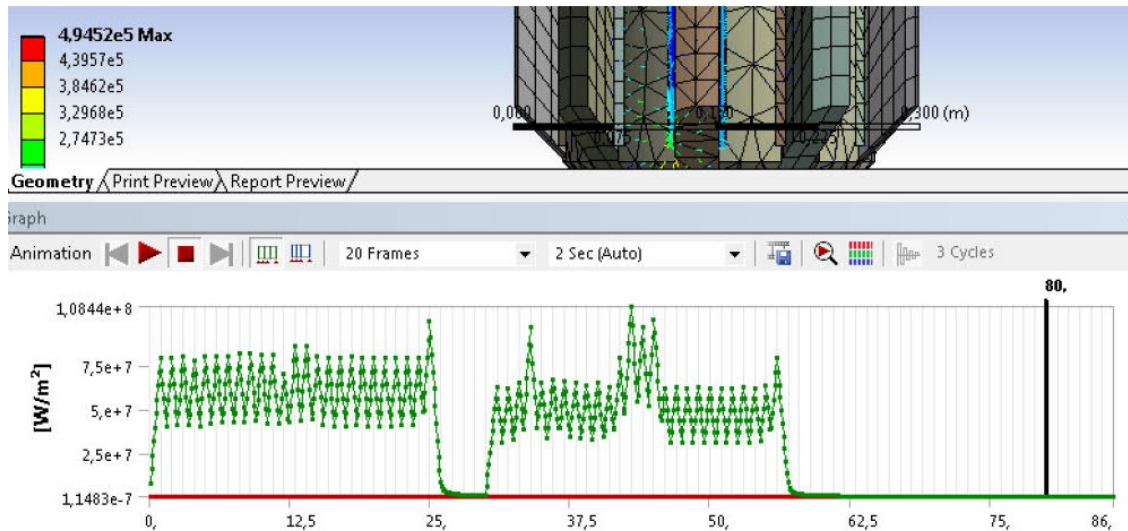 4,9452e5 Max
4,3957e5
3,8462e5
3,2968e5
2,7473e5
0,000
0,300 (m)
Geometry Print Preview Report Preview
Graph
Animation 20 Frames 2 Sec (Auto) 3 Cycles
80,
1,0844e+8
7,5e+7
5,e+7
2,5e+7
1,1483e-7
[W/m²]
0, 12,5 25, 37,5 50, 62,5 75, 86,